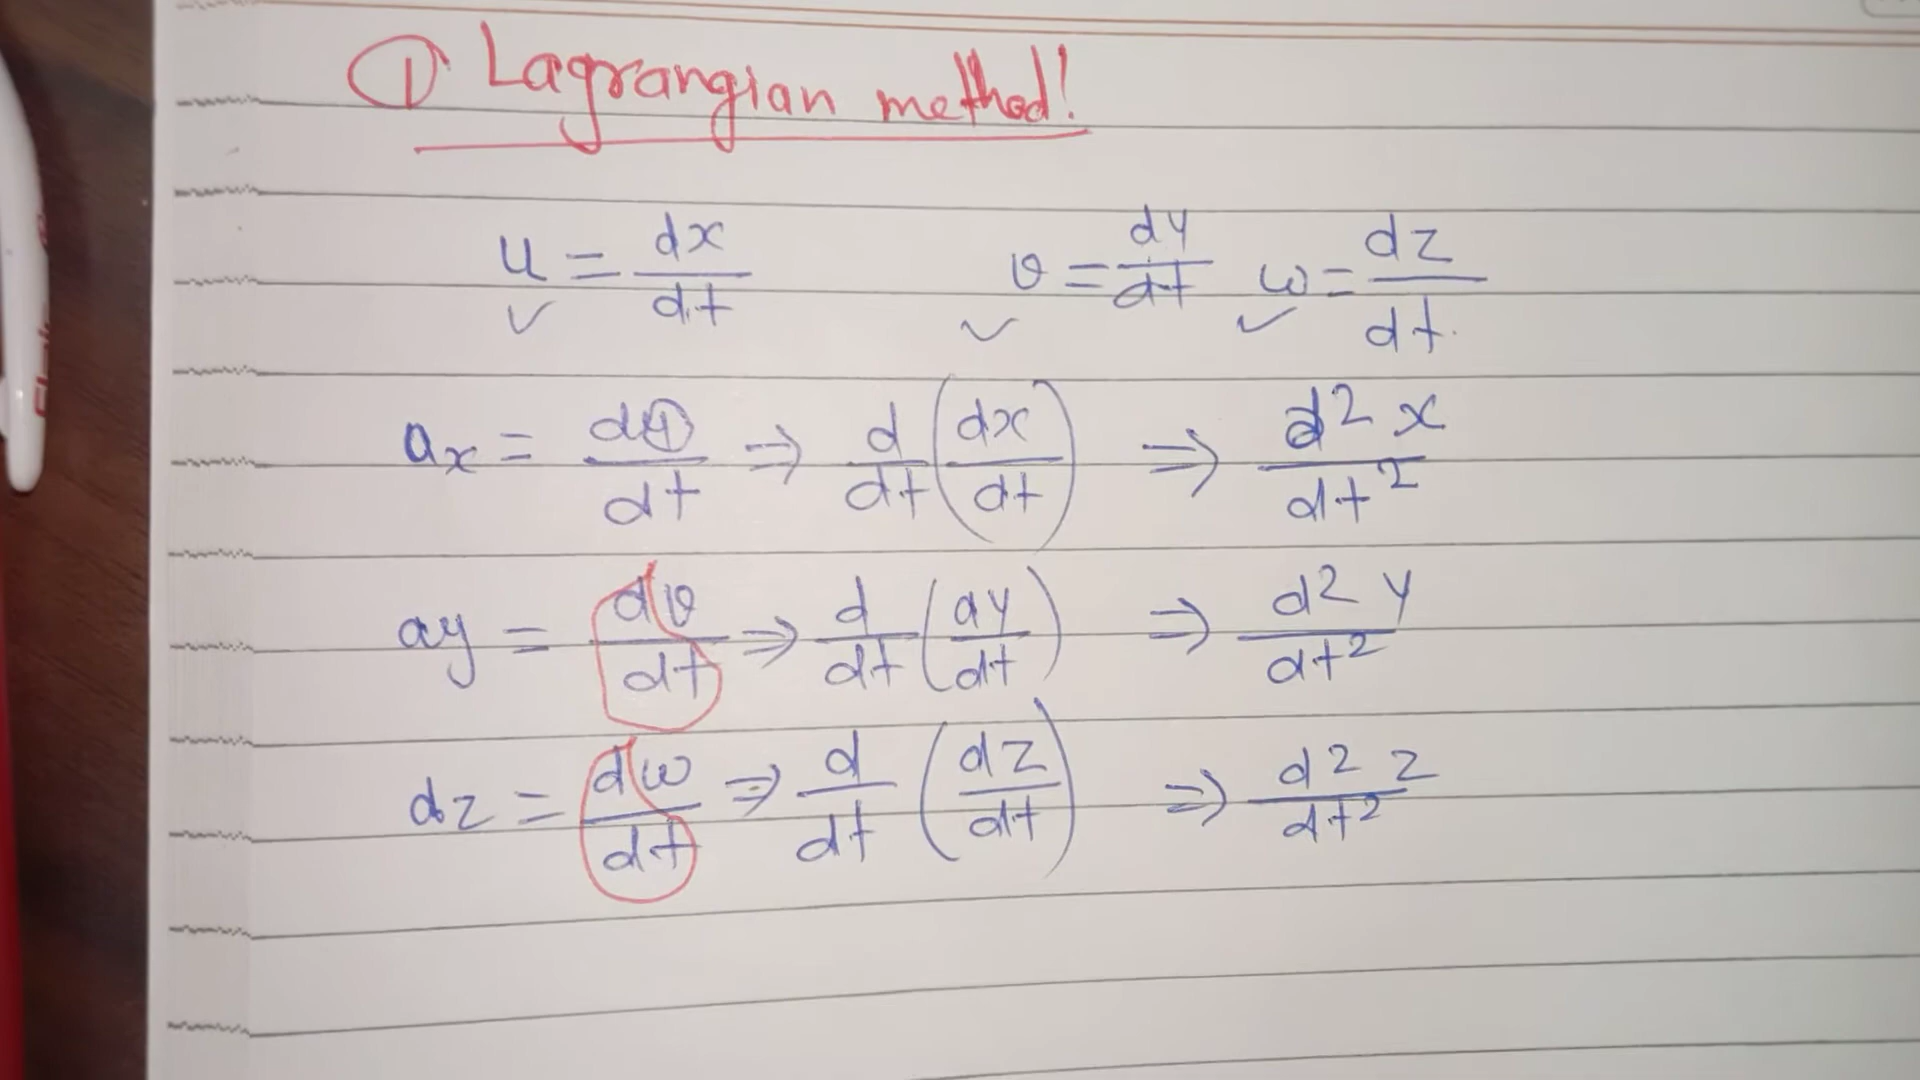 ① Lagrangian method!
u = dx/dt v = dy/dt w = dz/dt.
ax = du/dt ⇒ d/dt (dx/dt) ⇒ d²x/dt²
ay = dv/dt ⇒ d/dt (ay/dt) ⇒ d²y/dt²
dz = dw/dt ⇒ d/dt (dz/dt) ⇒ d²z/dt²